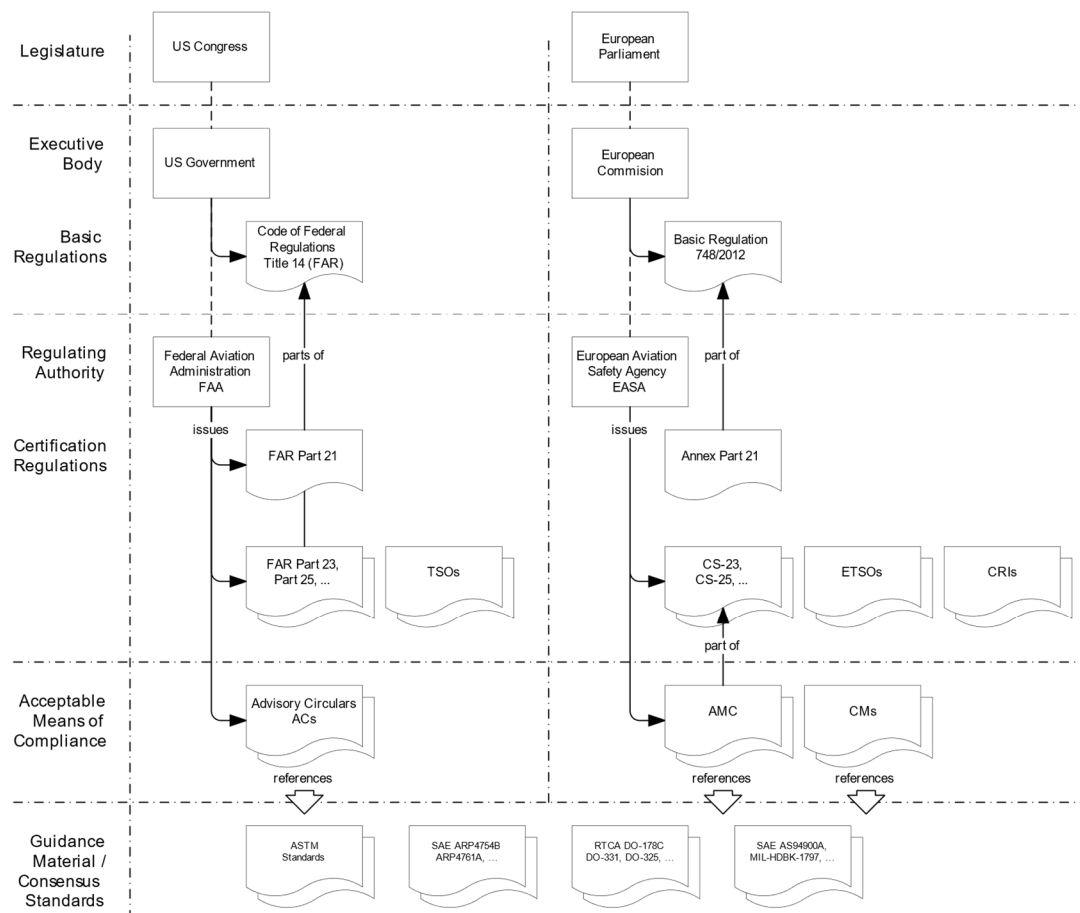 Legislature
US Congress
European
Parliament
Executive
Body
US Government
European
Commision
Basic
Regulations
Code of Federal
Regulations
Title 14 (FAR)
Basic Regulation
748/2012
Regulating
Authority
Federal Aviation
Administration
FAA
parts of
European Aviation
Safety Agency
EASA
part of
issues
issues
Certification
Regulations
FAR Part 21
Annex Part 21
FAR Part 23,
Part 25, ...
TSOs
CS-23,
CS-25, ...
ETSOs
CRIs
part of
Acceptable
Means of
Compliance
Advisory Circulars
ACs
AMC
CMs
references
references
references
Guidance
Material /
Consensus
Standards
ASTM
Standards
SAE ARP4754B
ARP4761A, ...
RTCA DO-178C
DO-331, DO-325, ...
SAE AS94900A,
MIL-HDBK-1797, ...